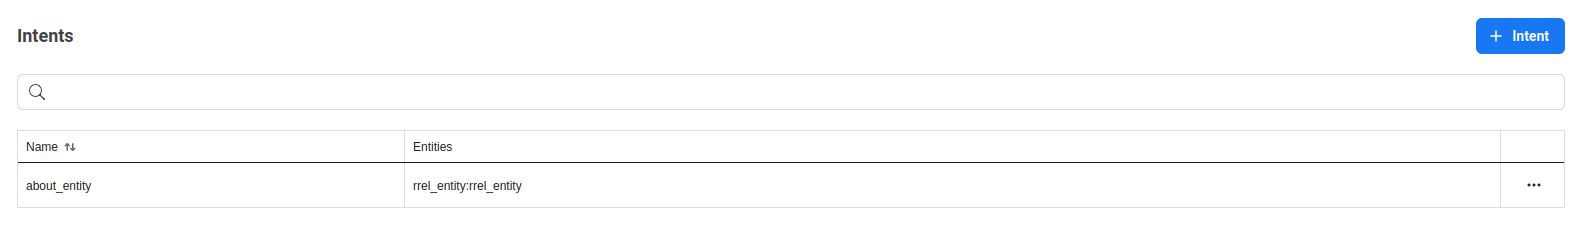 Intents
+ Intent
Name
Entities
about_entity
rrel_entity:rrel_entity